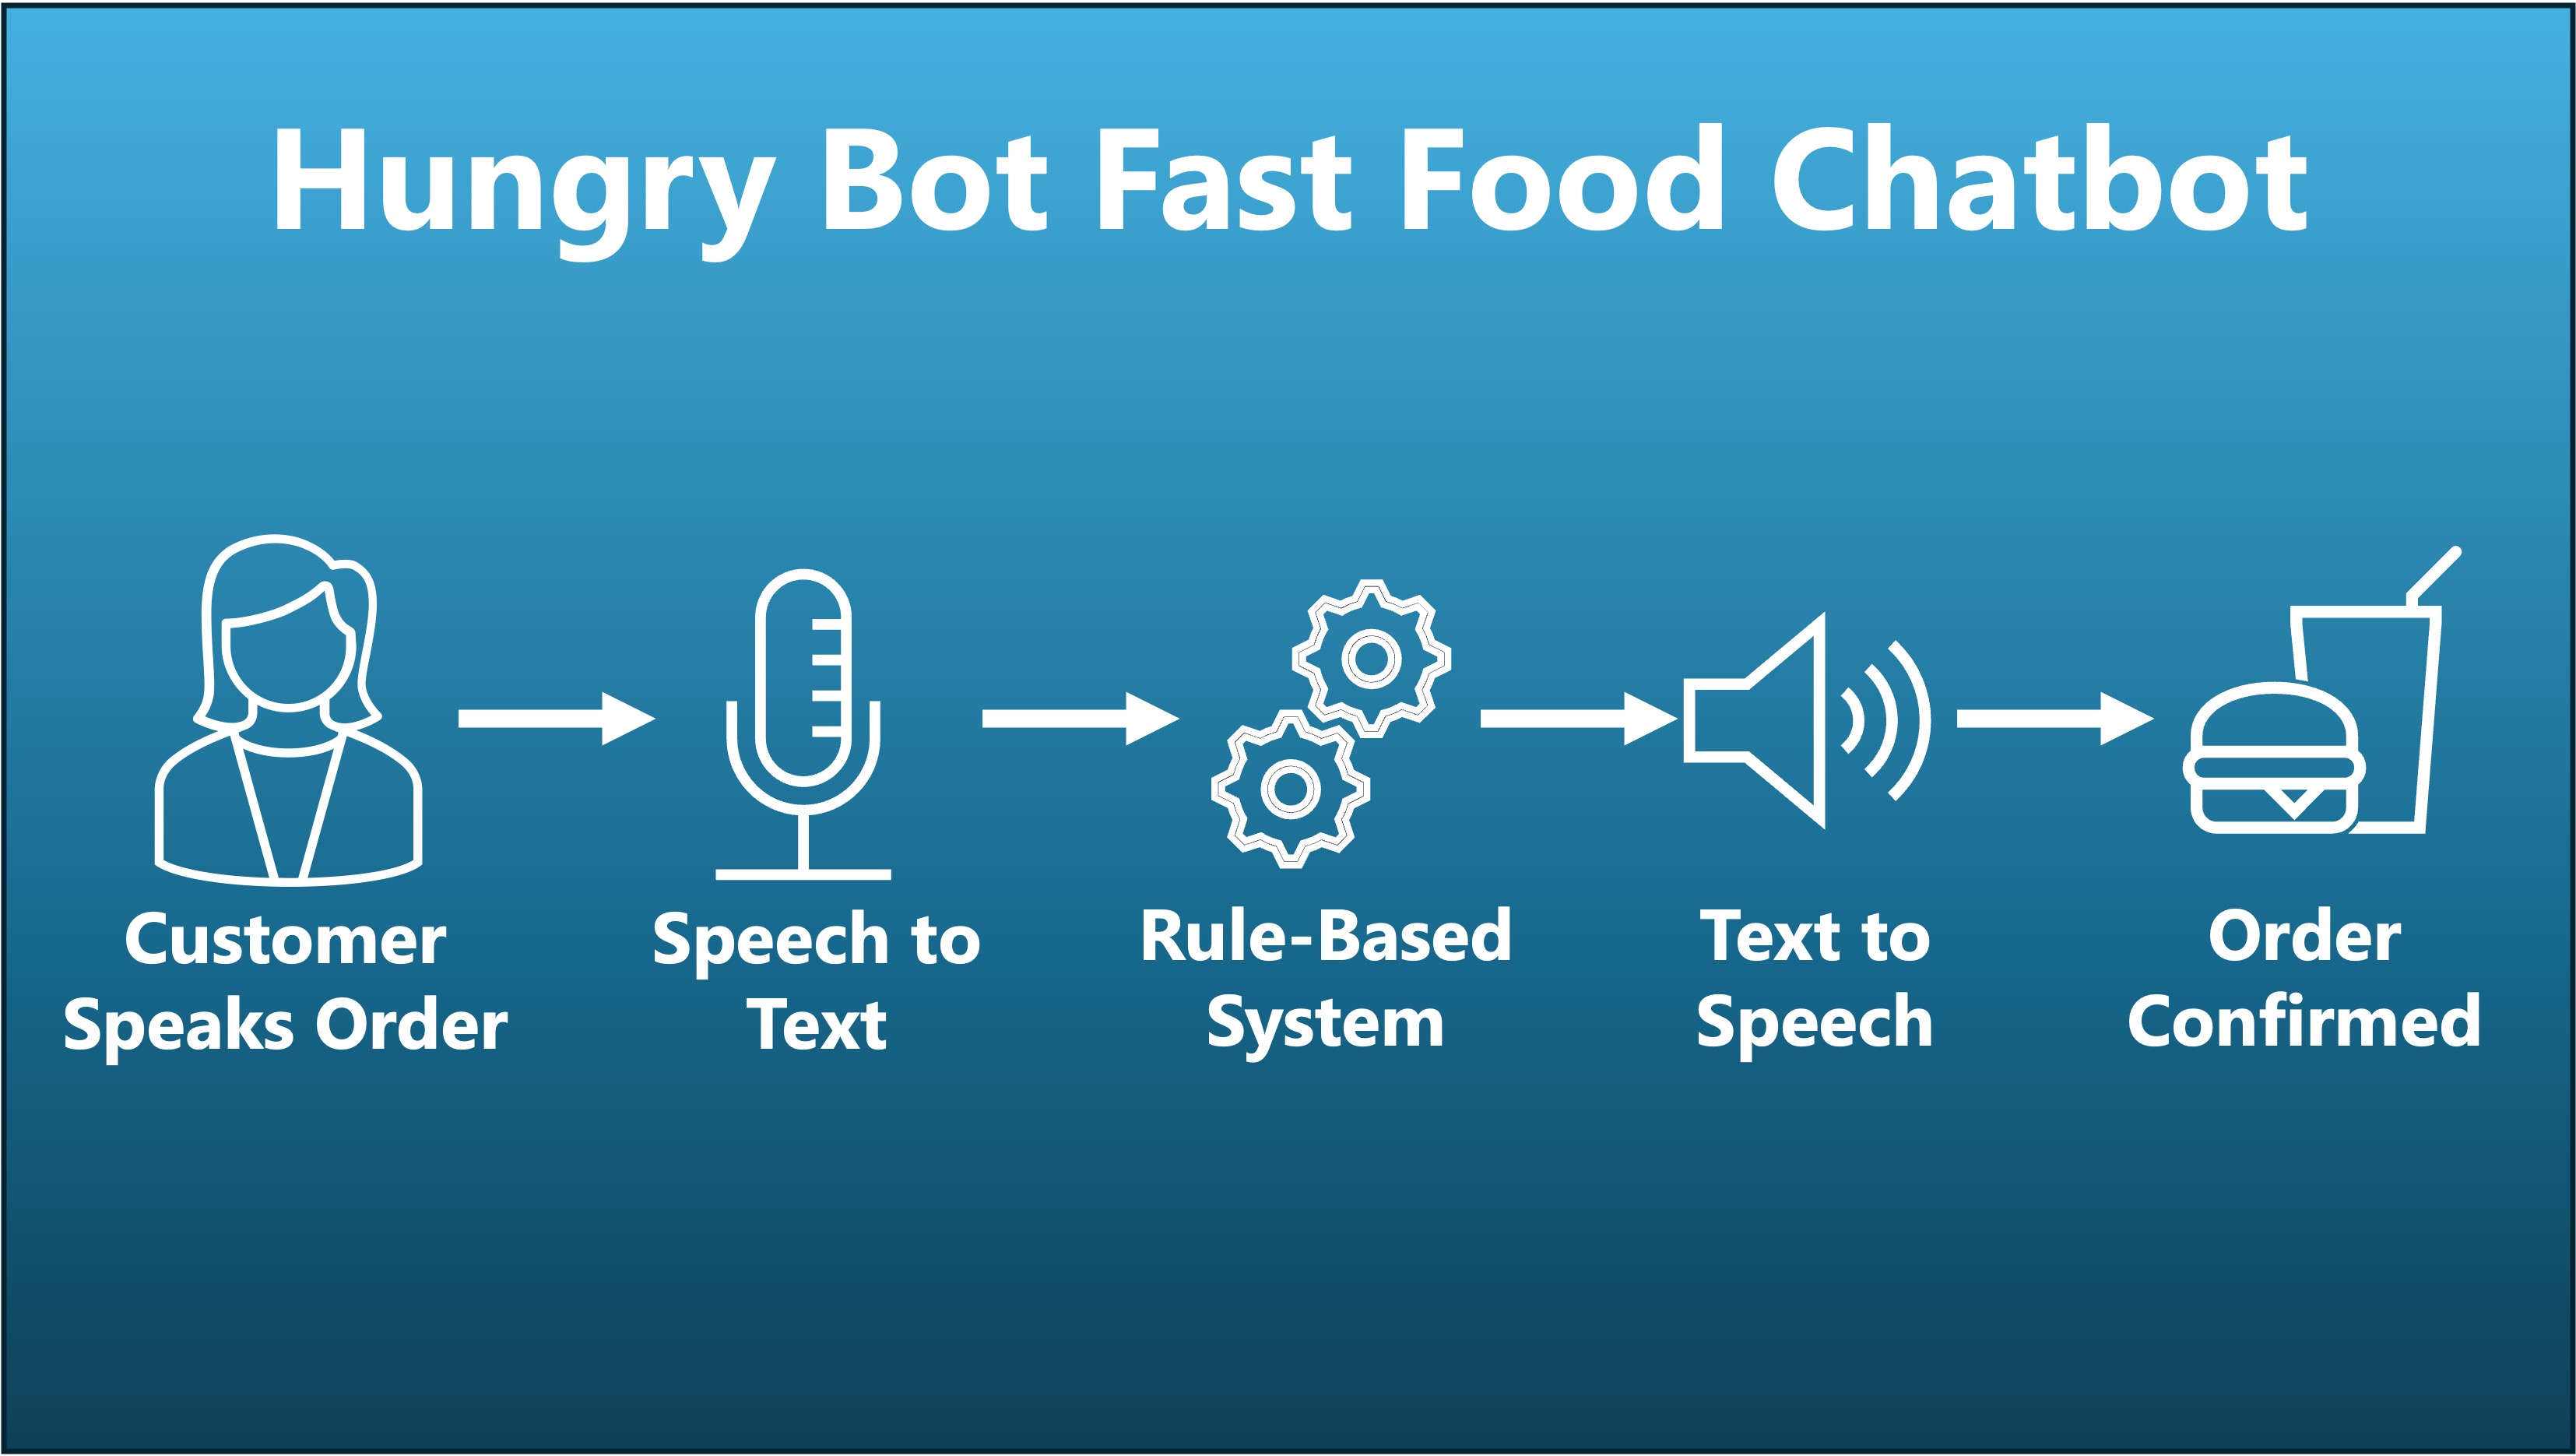 Hungry Bot Fast Food Chatbot
Customer
Speaks Order
Speech to
Text
Rule-Based
System
Text to
Speech
Order
Confirmed